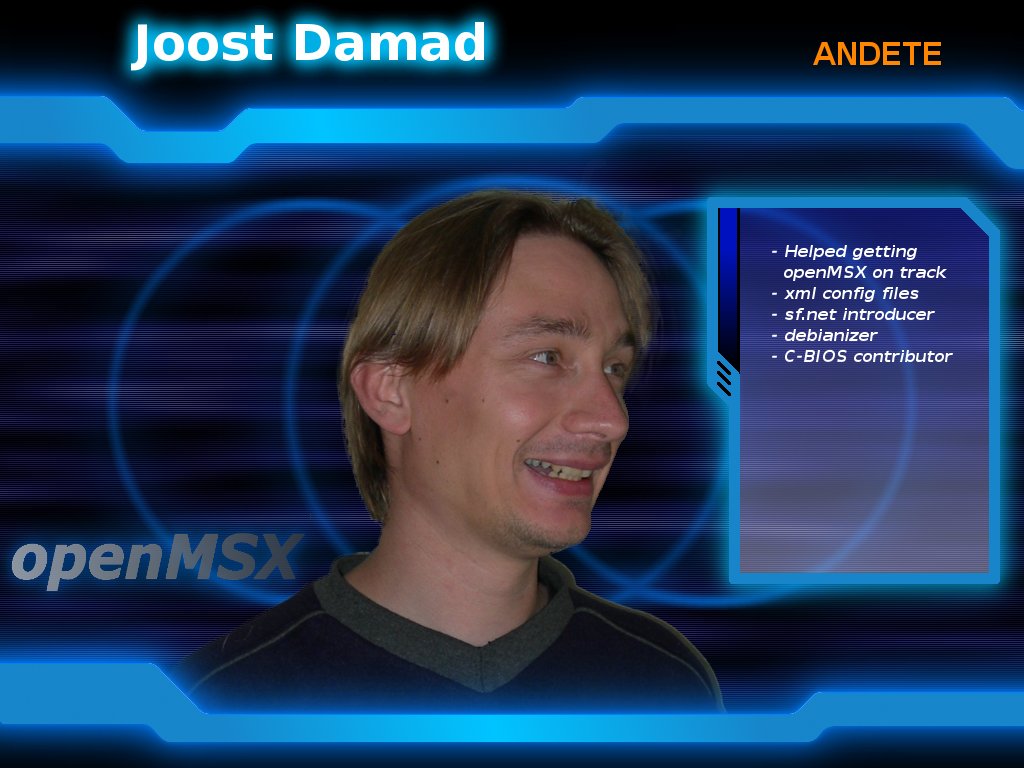 Joost Damad
ANDETE
- Helped getting
openMSX on track
- xml config files
- sf.net introducer
- debianizer
- C-BIOS contributor
openMSX